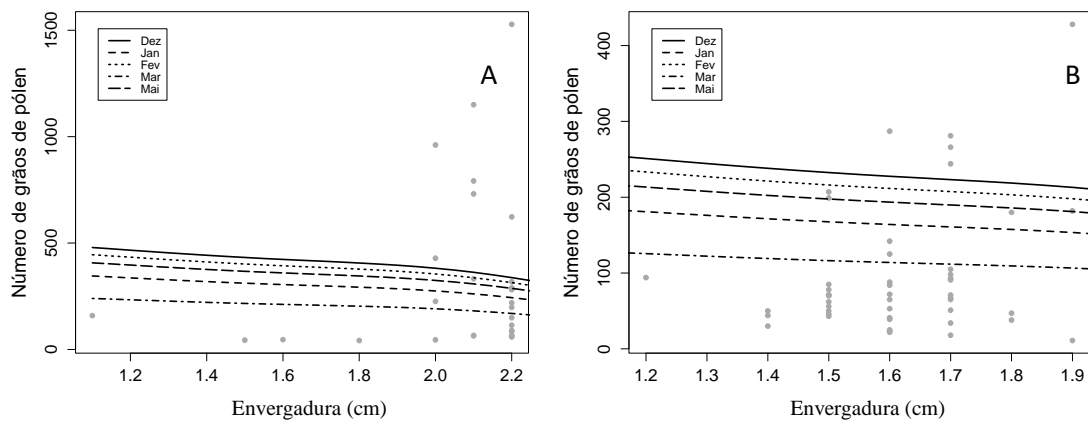 Número de grãos de pólen
0
500
1000
1500
1.2
1.4
1.6
1.8
2.0
2.2
Envergadura (cm)
Dez
Jan
Fev
Mar
Mai
A
Número de grãos de pólen
0
100
200
300
400
1.2
1.3
1.4
1.5
1.6
1.7
1.8
1.9
Envergadura (cm)
Dez
Jan
Fev
Mar
Mai
B